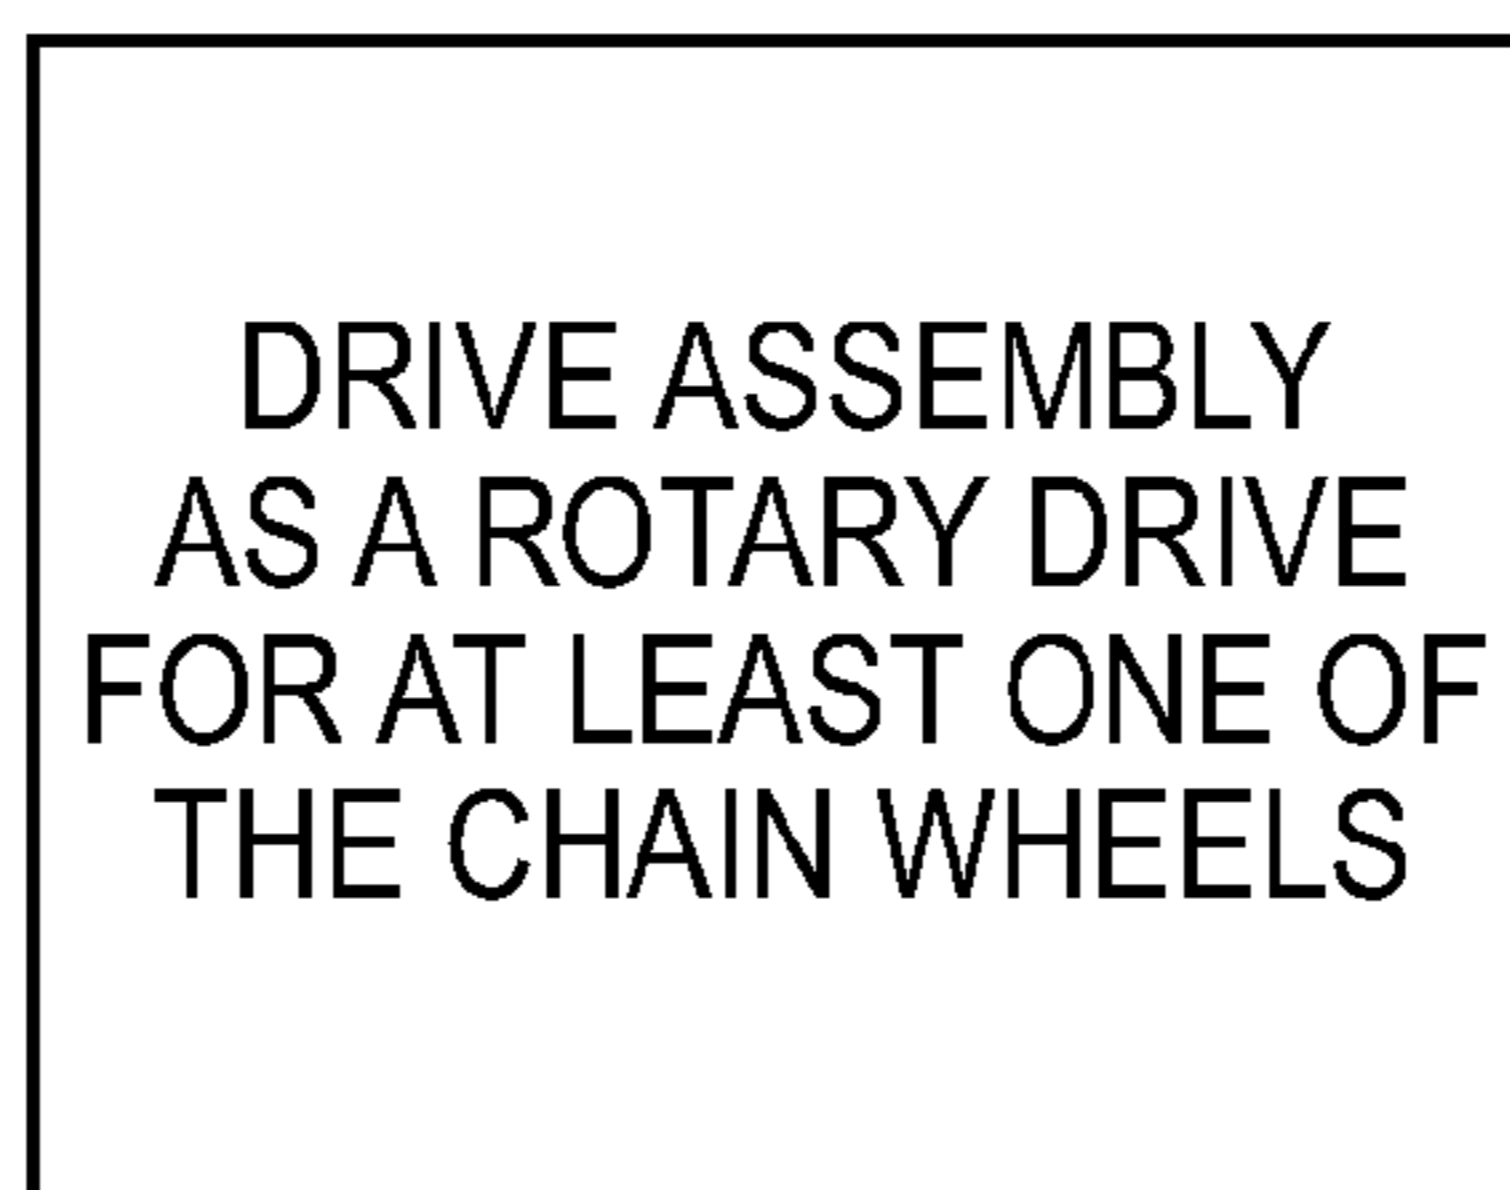 DRIVE ASSEMBLY
AS A ROTARY DRIVE
FOR AT LEAST ONE OF
THE CHAIN WHEELS